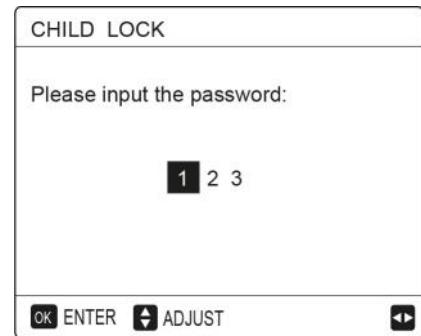 CHILD LOCK
Please input the password:
1 2 3
OK ENTER ADJUST